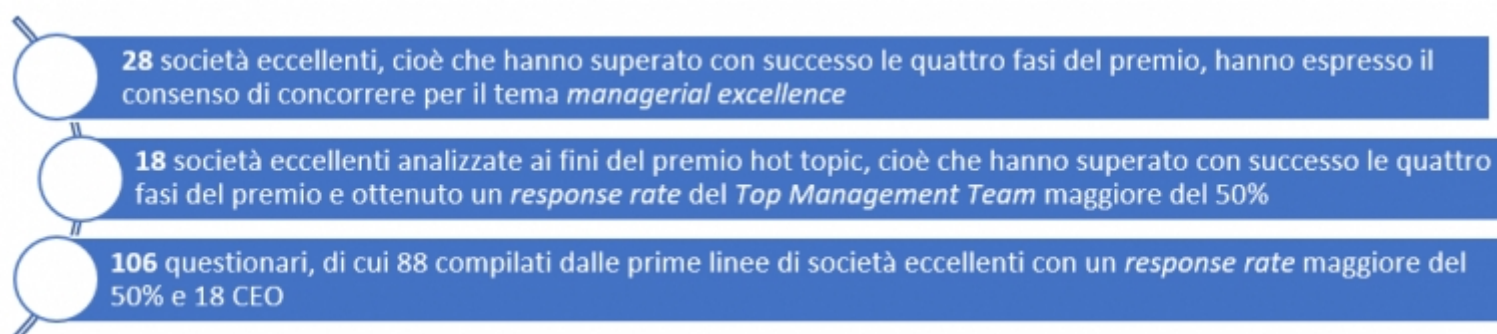 28 società eccellenti, cioè che hanno superato con successo le quattro fasi del premio, hanno espresso il
consenso di concorrere per il tema managerial excellence
18 società eccellenti analizzate ai fini del premio hot topic, cioè che hanno superato con successo le quattro
fasi del premio e ottenuto un response rate del Top Management Team maggiore del 50%
106 questionari, di cui 88 compilati dalle prime linee di società eccellenti con un response rate maggiore del
50% e 18 CEO